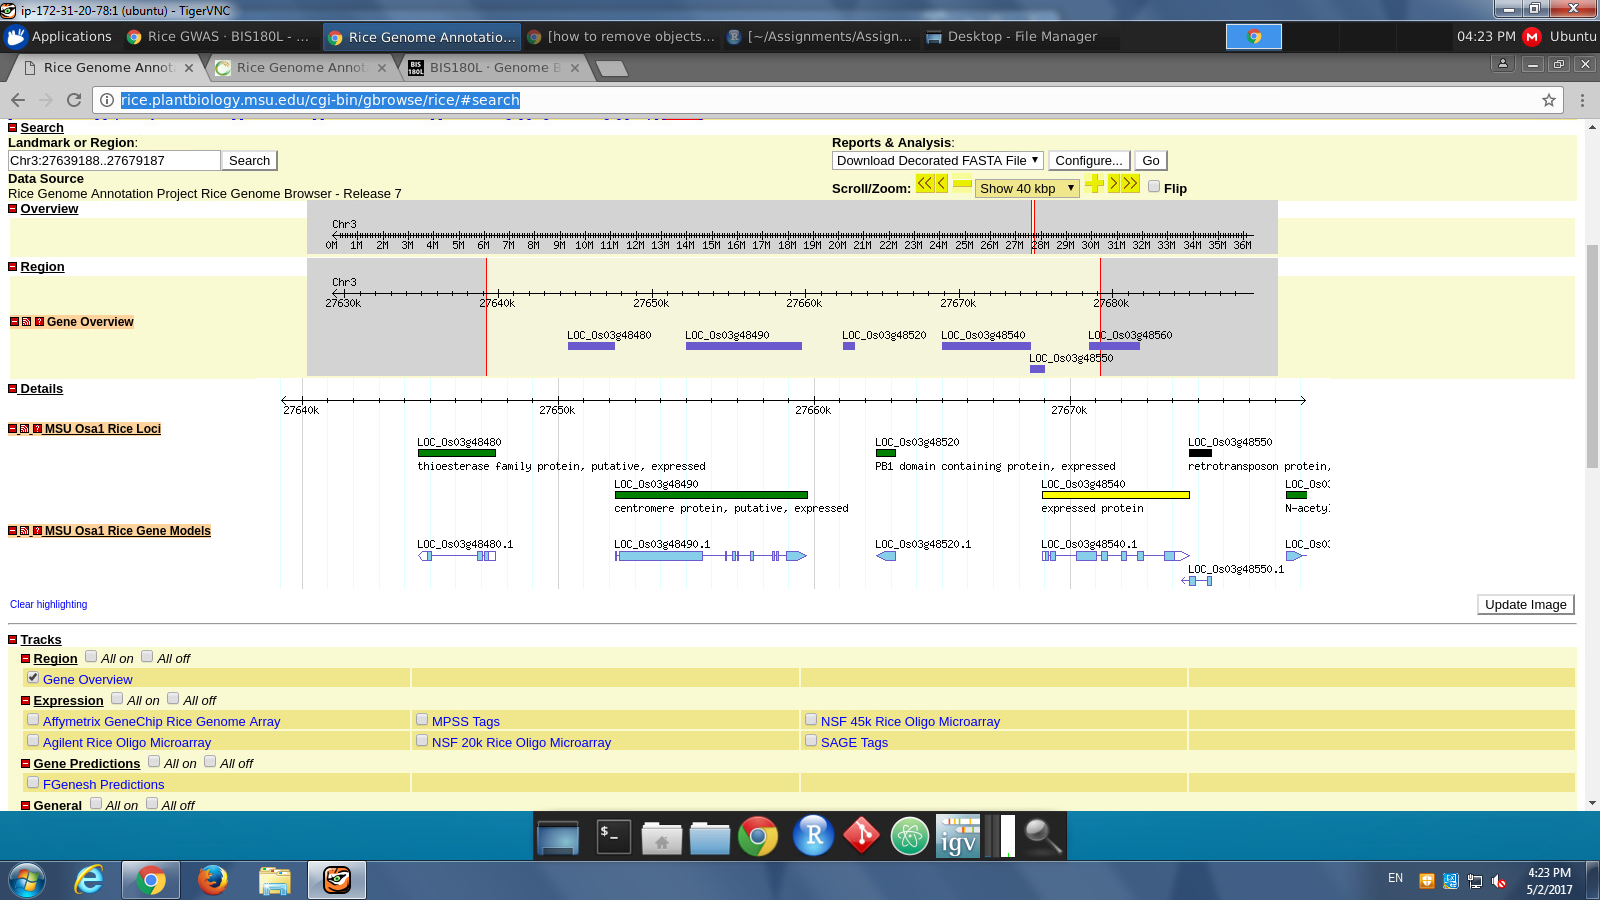 ip-172-31-20-78:1 (ubuntu) - TigerVNC
Applications
Rice GWAS · BIS180L - ...
Rice Genome Annotatio...
[how to remove objects...
[~/Assignments/Assign...
Desktop - File Manager
04:23 PM
Ubuntu
Rice Genome Annot
Rice Genome Annot
BIS180L · Genome B
rice.plantbiology.msu.edu/cgi-bin/gbrowse/rice/#search
Search
Landmark or Region:
Chr3:27639188..27679187
Search
Reports & Analysis:
Download Decorated FASTA File
Configure...
Go
Data Source
Rice Genome Annotation Project Rice Genome Browser - Release 7
Scroll/Zoom:
Show 40 kbp
Flip
Overview
Chr3
0M 1M 2M 3M 4M 5M 6M 7M 8M 9M 10M 11M 12M 13M 14M 15M 16M 17M 18M 19M 20M 21M 22M 23M 24M 25M 26M 27M 28M 29M 30M 31M 32M 33M 34M 35M 36M
Region
Chr3
27630k 27640k 27650k 27660k 27670k 27680k
Gene Overview
LOC_Os03g48480 LOC_Os03g48490 LOC_Os03g48520 LOC_Os03g48540 LOC_Os03g48560
LOC_Os03g48550
Details
27640k 27650k 27660k 27670k
MSU Osa1 Rice Loci
LOC_Os03g48480 LOC_Os03g48520 LOC_Os03g48550
thioesterase family protein, putative, expressed PB1 domain containing protein, expressed retrotransposon protein,
LOC_Os03g48490 LOC_Os03g48540
centromere protein, putative, expressed expressed protein N-acety
MSU Osa1 Rice Gene Models
LOC_Os03g48480.1 LOC_Os03g48490.1 LOC_Os03g48520.1 LOC_Os03g48540.1
LOC_Os03g48550.1
Clear highlighting
Update Image
Tracks
Region All on All off
Gene Overview
Expression All on All off
Affymetrix GeneChip Rice Genome Array MPSS Tags NSF 45k Rice Oligo Microarray
Agilent Rice Oligo Microarray NSF 20k Rice Oligo Microarray SAGE Tags
Gene Predictions All on All off
FGenesh Predictions
General All on All off
igv
EN
4:23 PM
5/2/2017